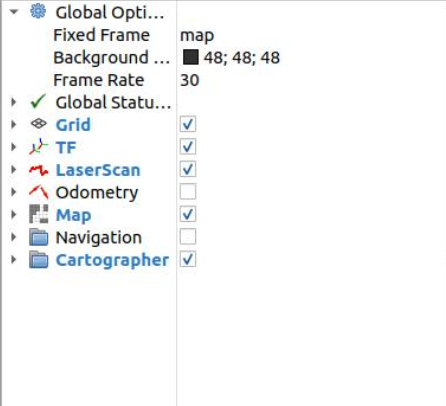 Global Opti...
Fixed Frame map
Background ... 48; 48; 48
Frame Rate 30
Global Statu...
Grid
TF
LaserScan
Odometry
Map
Navigation
Cartographer